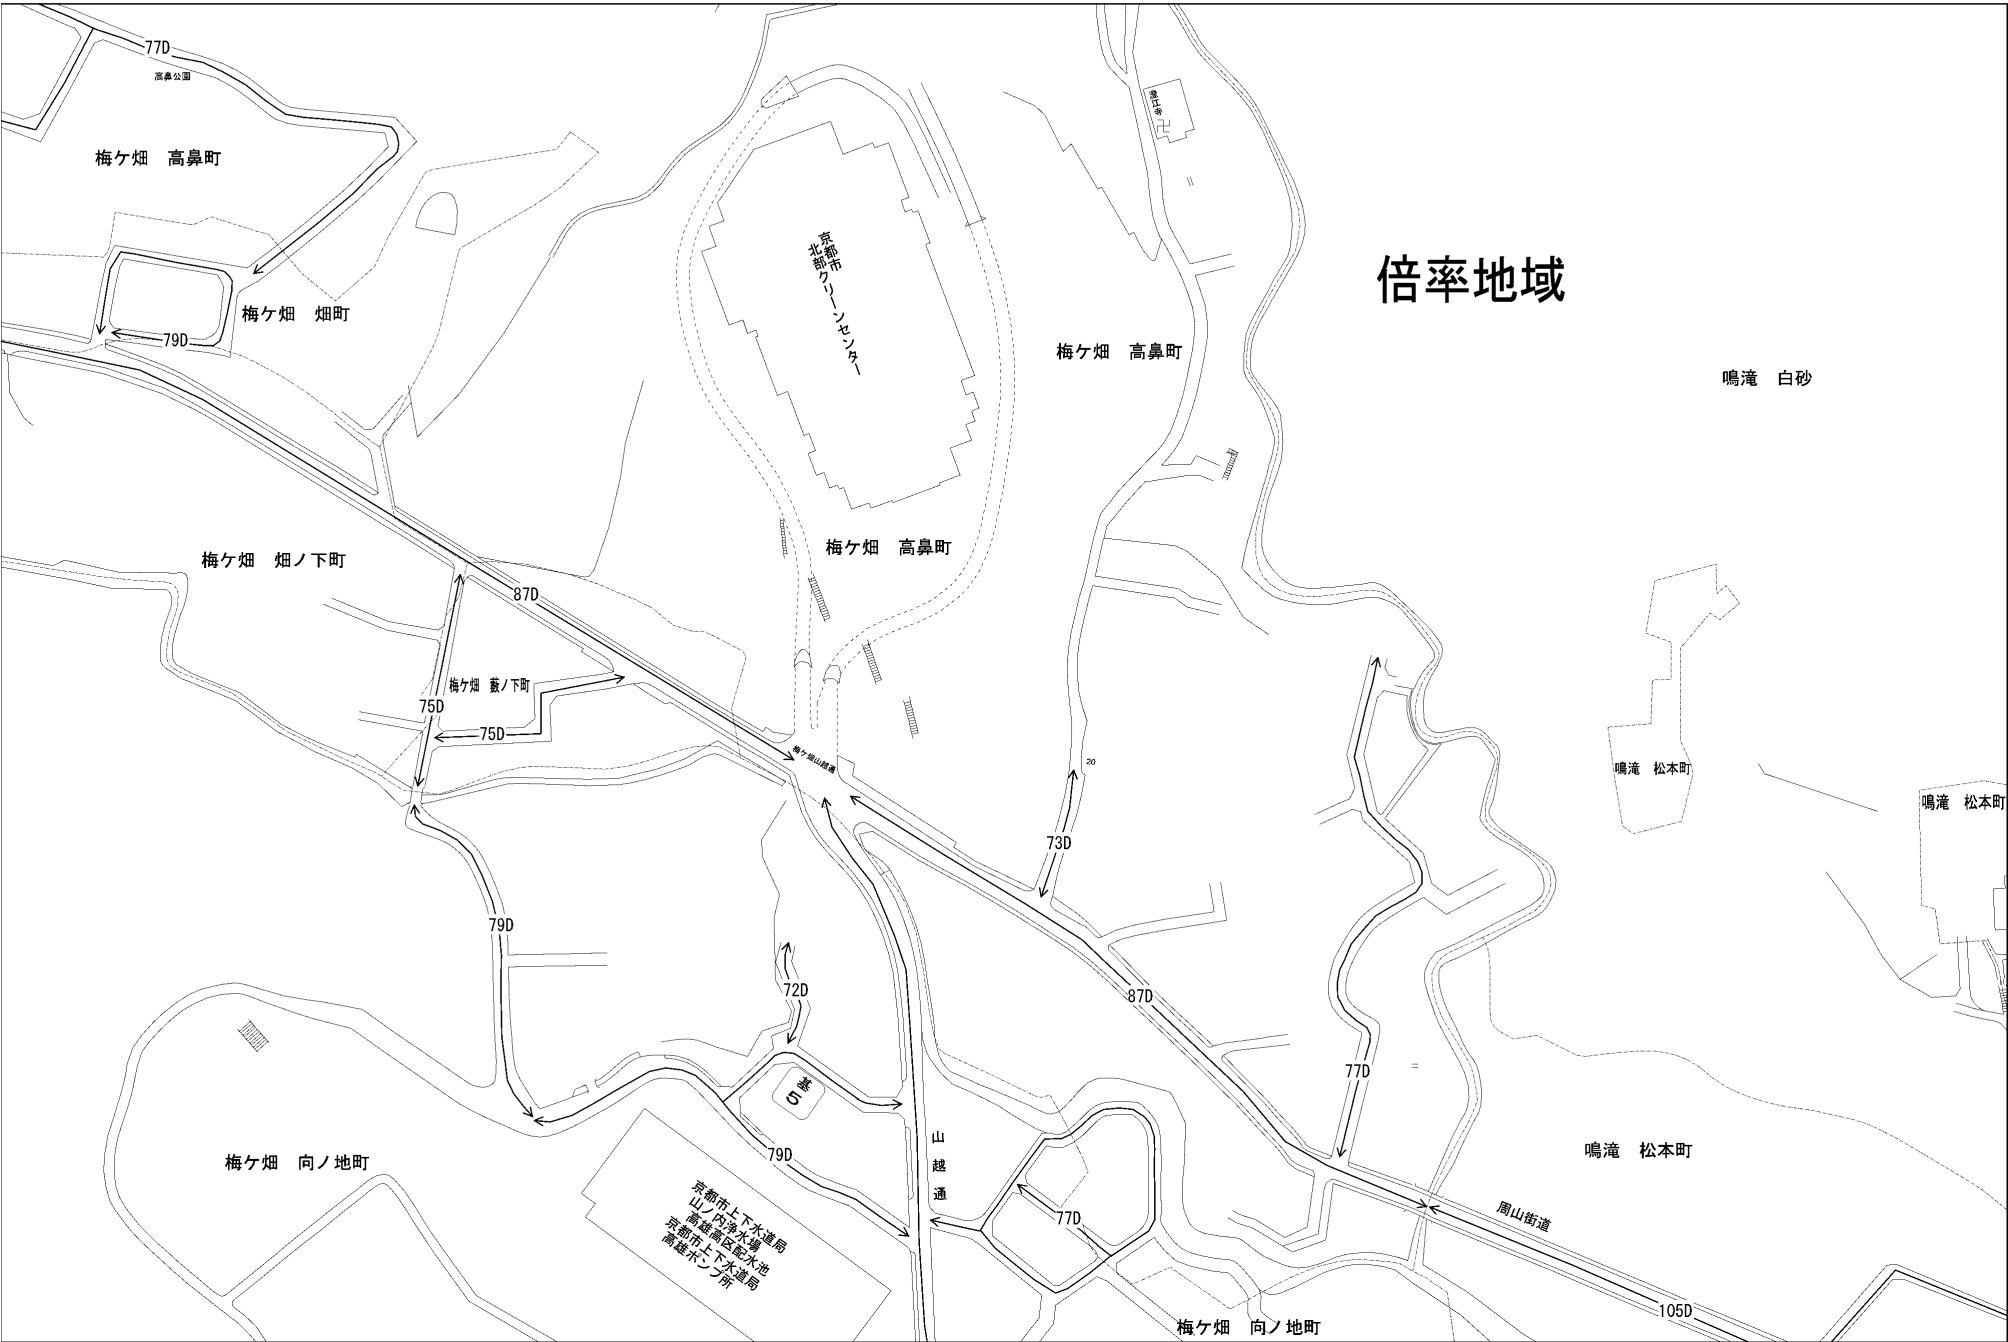 77D
高鼻公園
梅ケ畑 高鼻町
澄江寺
卍
京都市
北部クリーンセンター
倍率地域
梅ケ畑 畑町
79D
梅ケ畑 高鼻町
鳴滝 白砂
梅ケ畑 高鼻町
梅ケ畑 畑ノ下町
87D
梅ケ畑 藪ノ下町
75D
75D
梅ケ畑山越通
20
鳴滝 松本町
鳴滝 松本町
73D
79D
72D
87D
77D
基
5
山越通
79D
梅ケ畑 向ノ地町
鳴滝 松本町
京都市上下水道局
山ノ内浄水場
高雄高区配水池
京都市上下水道局
高雄ポンプ所
77D
周山街道
105D
梅ケ畑 向ノ地町